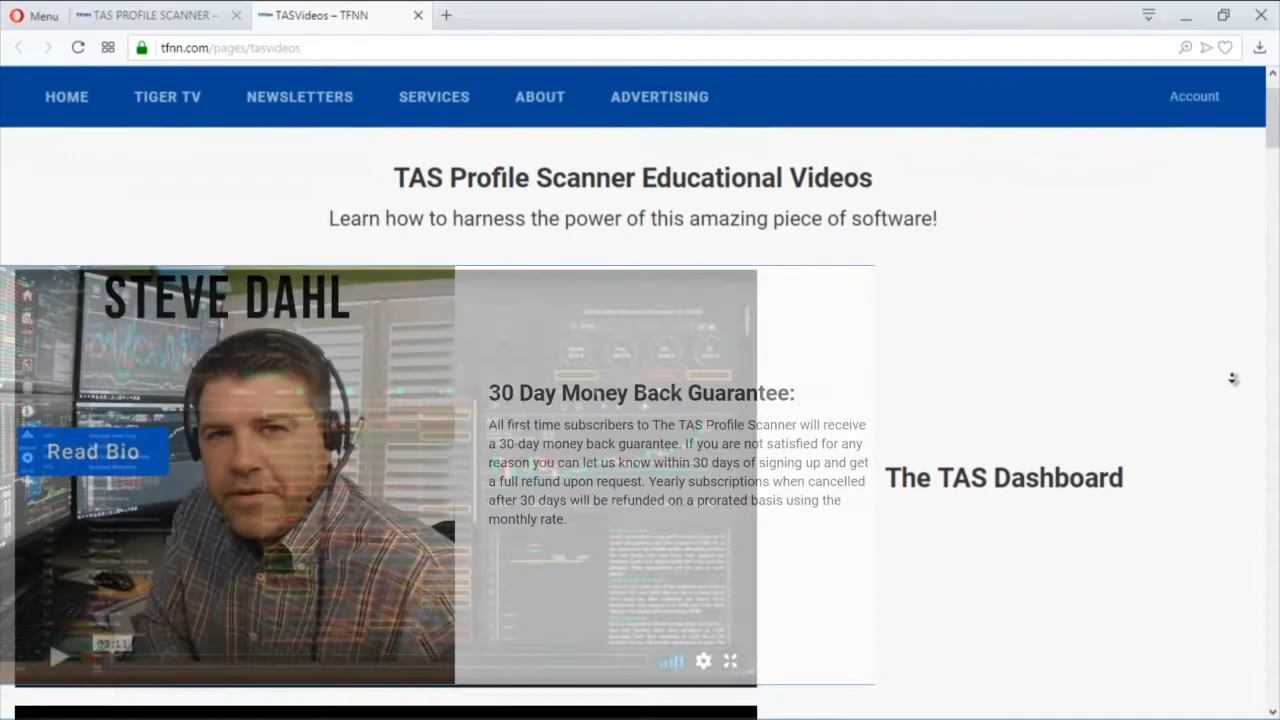 Menu
TAS PROFILE SCANNER –
TASVideos – TFNN
tfnn.com/pages/tasvideos
HOME
TIGER TV
NEWSLETTERS
SERVICES
ABOUT
ADVERTISING
Account
TAS Profile Scanner Educational Videos
Learn how to harness the power of this amazing piece of software!
STEVE DAHL
Read Bio
30 Day Money Back Guarantee:
All first time subscribers to The TAS Profile Scanner will receive
a 30-day money back guarantee. If you are not satisfied for any
reason you can let us know within 30 days of signing up and get
a full refund upon request. Yearly subscriptions when cancelled
after 30 days will be refunded on a prorated basis using the
monthly rate.
The TAS Dashboard
03:11